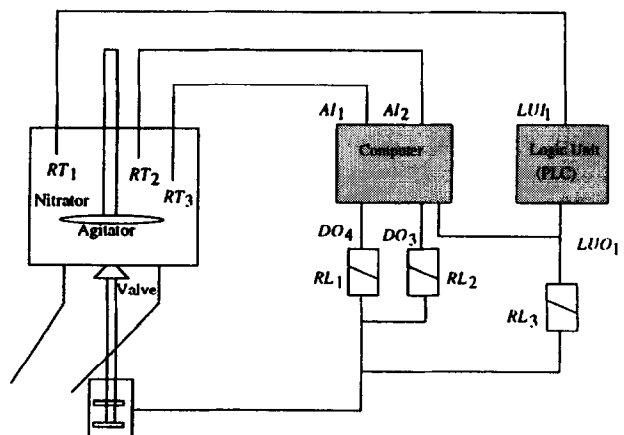 AI1 AI2 LUI1
RT1
RT2
RT3
Computer
Logic Unit
(PLC)
Nitrator
Agitator
DO4 DO3
LUO1
Valve
RL1 RL2
RL3